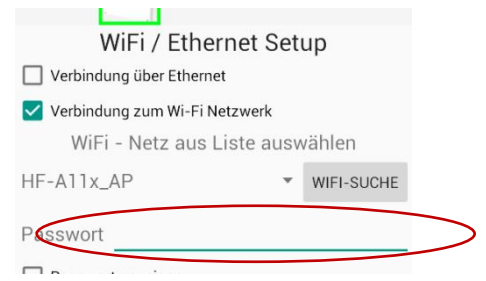 WiFi / Ethernet Setup
Verbindung über Ethernet
Verbindung zum Wi-Fi Netzwerk
WiFi - Netz aus Liste auswählen
HF-A11x_AP WIFI-SUCHE
Passwort